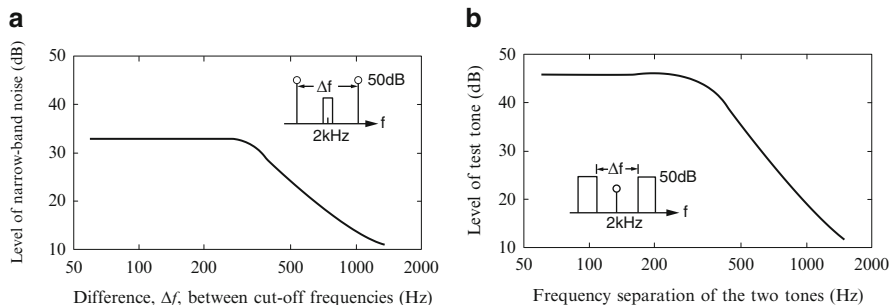 a
Level of narrow-band noise (dB)
50
40
30
20
10
50 100 200 500 1000 2000
Difference, Δf, between cut-off frequencies (Hz)
Δf
50dB
2kHz
f
b
Level of test tone (dB)
50
40
30
20
10
50 100 200 500 1000 2000
Frequency separation of the two tones (Hz)
Δf
50dB
2kHz
f